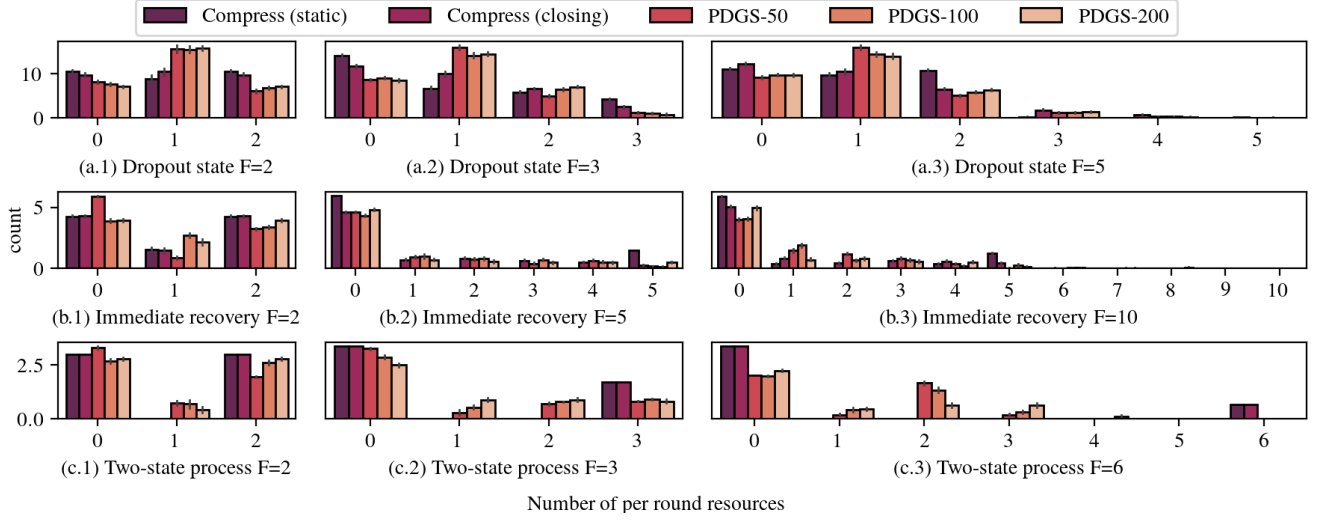 Compress (static) Compress (closing) PDGS-50 PDGS-100 PDGS-200
10
0
0 1 2
(a.1) Dropout state F=2
0 1 2 3
(a.2) Dropout state F=3
0 1 2 3 4 5
(a.3) Dropout state F=5
count
5
0
0 1 2
(b.1) Immediate recovery F=2
0 1 2 3 4 5
(b.2) Immediate recovery F=5
0 1 2 3 4 5 6 7 8 9 10
(b.3) Immediate recovery F=10
2.5
0.0
0 1 2
(c.1) Two-state process F=2
0 1 2 3
(c.2) Two-state process F=3
0 1 2 3 4 5 6
(c.3) Two-state process F=6
Number of per round resources